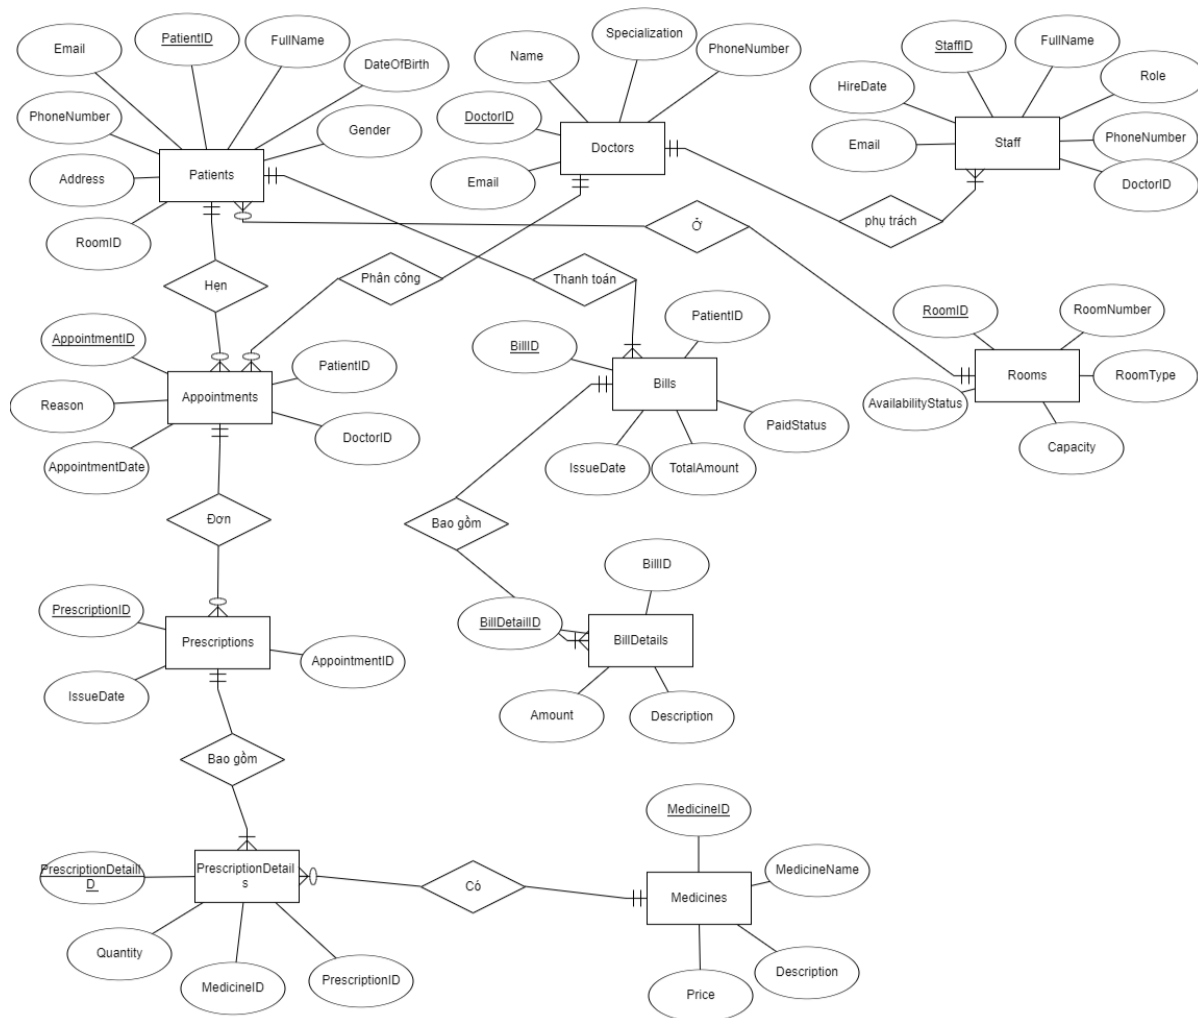 Email
PatientID
FullName
DateOfBirth
PhoneNumber
Gender
Address
Patients
RoomID
Name
Specialization
PhoneNumber
DoctorID
Doctors
Email
StaffID
FullName
HireDate
Role
Email
Staff
PhoneNumber
DoctorID
Ở
phụ trách
Hẹn
Phân công
Thanh toán
AppointmentID
PatientID
Reason
Appointments
AppointmentDate
DoctorID
PatientID
BillID
Bills
PaidStatus
IssueDate
TotalAmount
RoomID
RoomNumber
Rooms
RoomType
AvailabilityStatus
Capacity
Đơn
Bao gồm
PrescriptionID
Prescriptions
AppointmentID
IssueDate
BillID
BillDetailID
BillDetails
Amount
Description
Bao gồm
PrescriptionDetail
ID
PrescriptionDetail
s
Quantity
MedicineID
PrescriptionID
Có
MedicineID
MedicineName
Medicines
Description
Price